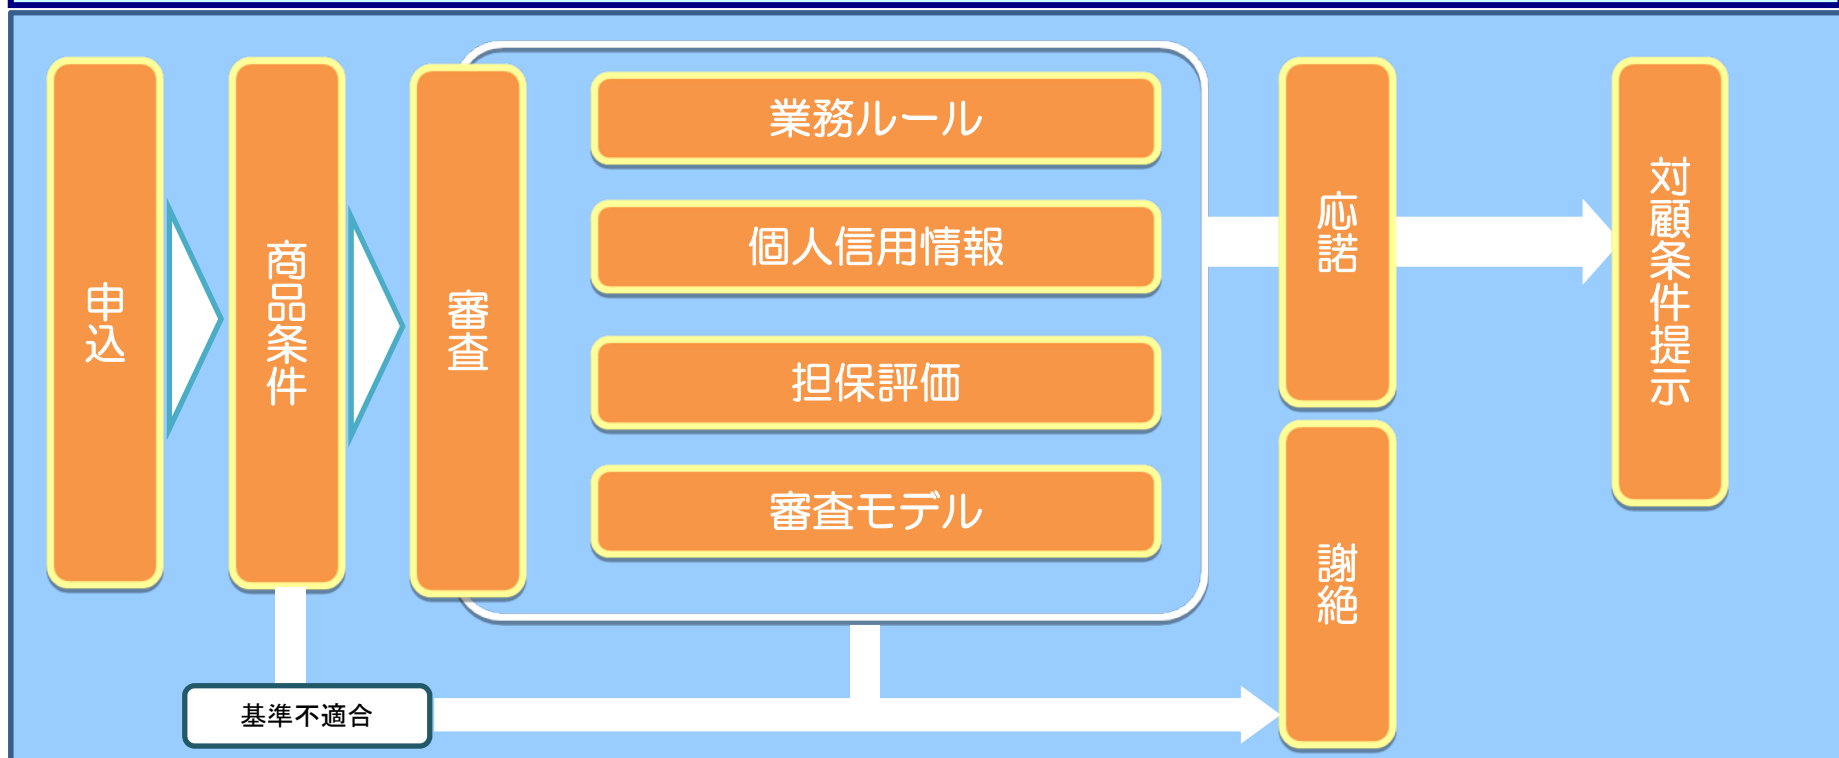 申込
商品条件
審査
業務ルール
個人信用情報
担保評価
審査モデル
応諾
謝絶
対顧条件提示
基準不適合